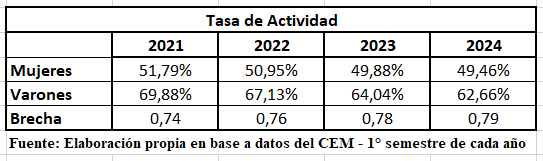 Tasa de Actividad
2021 2022 2023 2024
Mujeres 51,79% 50,95% 49,88% 49,46%
Varones 69,88% 67,13% 64,04% 62,66%
Brecha 0,74 0,76 0,78 0,79
Fuente: Elaboración propia en base a datos del CEM - 1° semestre de cada año